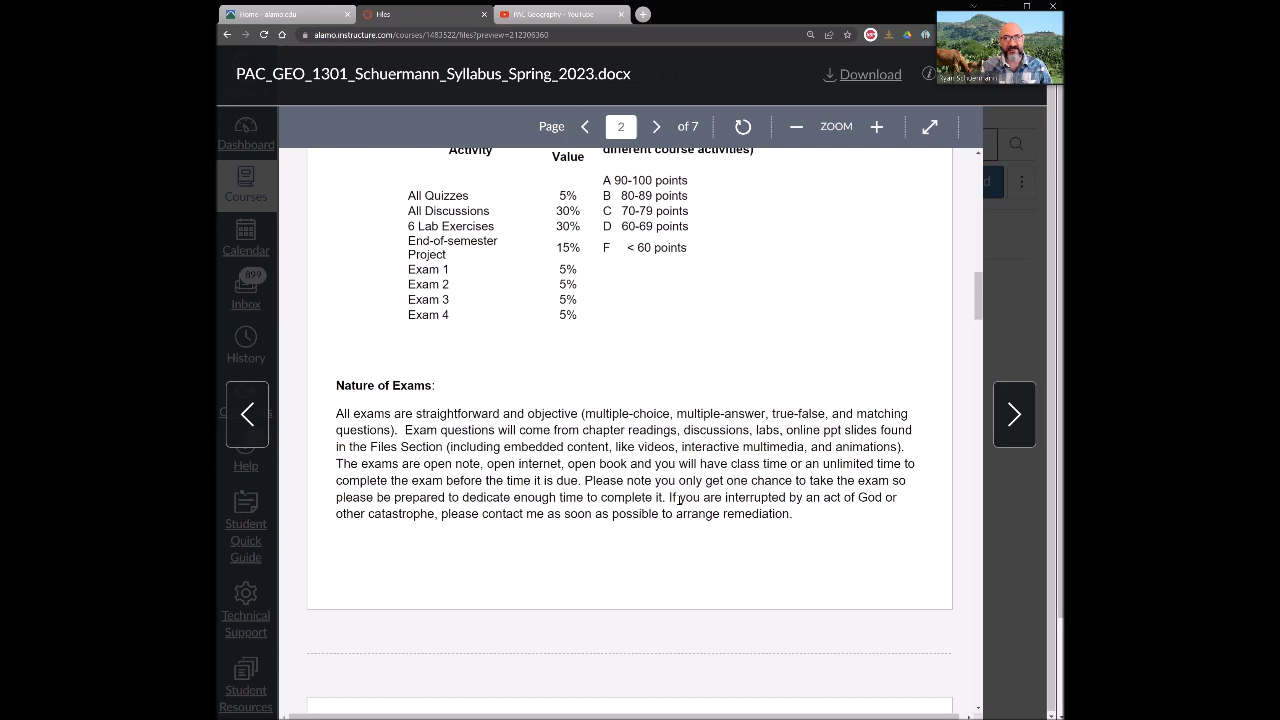 Home - alamo.edu
Files
PAC Geography - YouTube
alamo.instructure.com/courses/1483522/files?preview=212306360
PAC_GEO_1301_Schuermann_Syllabus_Spring_2023.docx
Download
Ryan Schuermann
Page 2 of 7
ZOOM
Dashboard
Courses
Calendar
899
Inbox
History
Help
Student
Quick
Guide
Technical
Support
Student
Resources
d
Activity
Value
different course activities)
A 90-100 points
All Quizzes 5% B 80-89 points
All Discussions 30% C 70-79 points
6 Lab Exercises 30% D 60-69 points
End-of-semester
Project 15% F < 60 points
Exam 1 5%
Exam 2 5%
Exam 3 5%
Exam 4 5%
Nature of Exams:
All exams are straightforward and objective (multiple-choice, multiple-answer, true-false, and matching
questions). Exam questions will come from chapter readings, discussions, labs, online ppt slides found
in the Files Section (including embedded content, like videos, interactive multimedia, and animations).
The exams are open note, open internet, open book and you will have class time or an unlimited time to
complete the exam before the time it is due. Please note you only get one chance to take the exam so
please be prepared to dedicate enough time to complete it. If you are interrupted by an act of God or
other catastrophe, please contact me as soon as possible to arrange remediation.